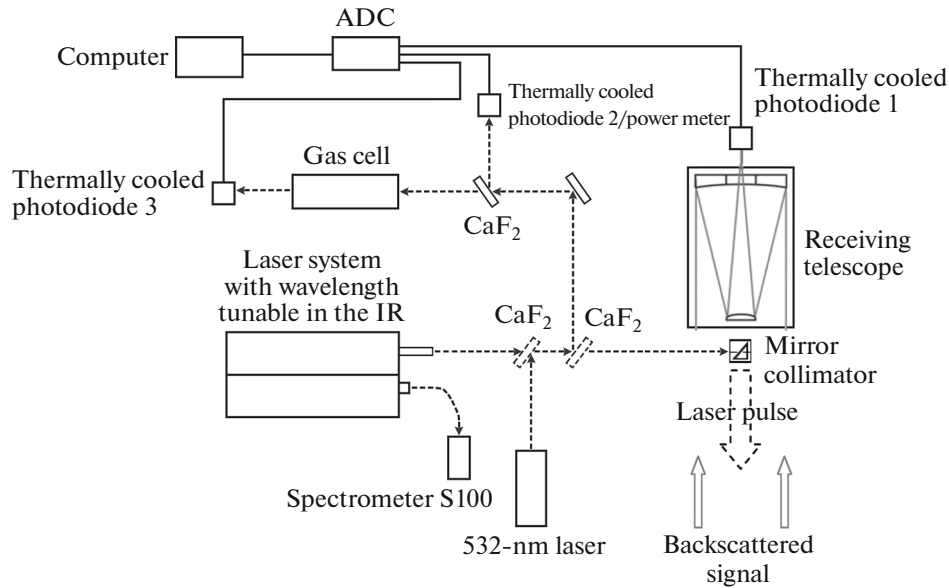 ADC
Computer
Thermally cooled
photodiode 1
Thermally cooled
photodiode 2/power meter
Gas cell
Thermally cooled
photodiode 3
CaF₂
Receiving
telescope
Laser system
with wavelength
tunable in the IR
CaF₂
CaF₂
Mirror
collimator
Laser pulse
Spectrometer S100
532-nm laser
Backscattered
signal